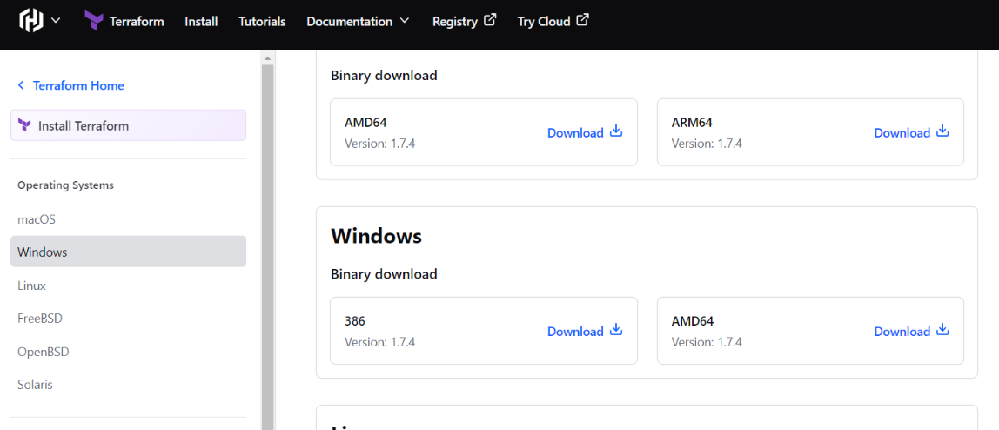 Terraform Install Tutorials Documentation Registry Try Cloud
Terraform Home
Install Terraform
Operating Systems
macOS
Windows
Linux
FreeBSD
OpenBSD
Solaris
Binary download
AMD64
Version: 1.7.4
Download
ARM64
Version: 1.7.4
Download
Windows
Binary download
386
Version: 1.7.4
Download
AMD64
Version: 1.7.4
Download